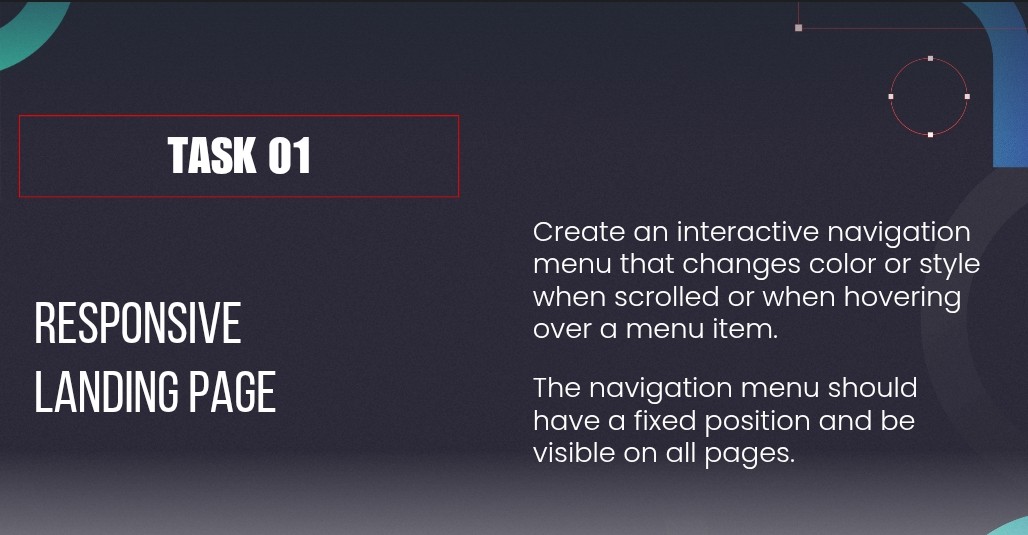 TASK 01
RESPONSIVE
LANDING PAGE
Create an interactive navigation
menu that changes color or style
when scrolled or when hovering
over a menu item.
The navigation menu should
have a fixed position and be
visible on all pages.